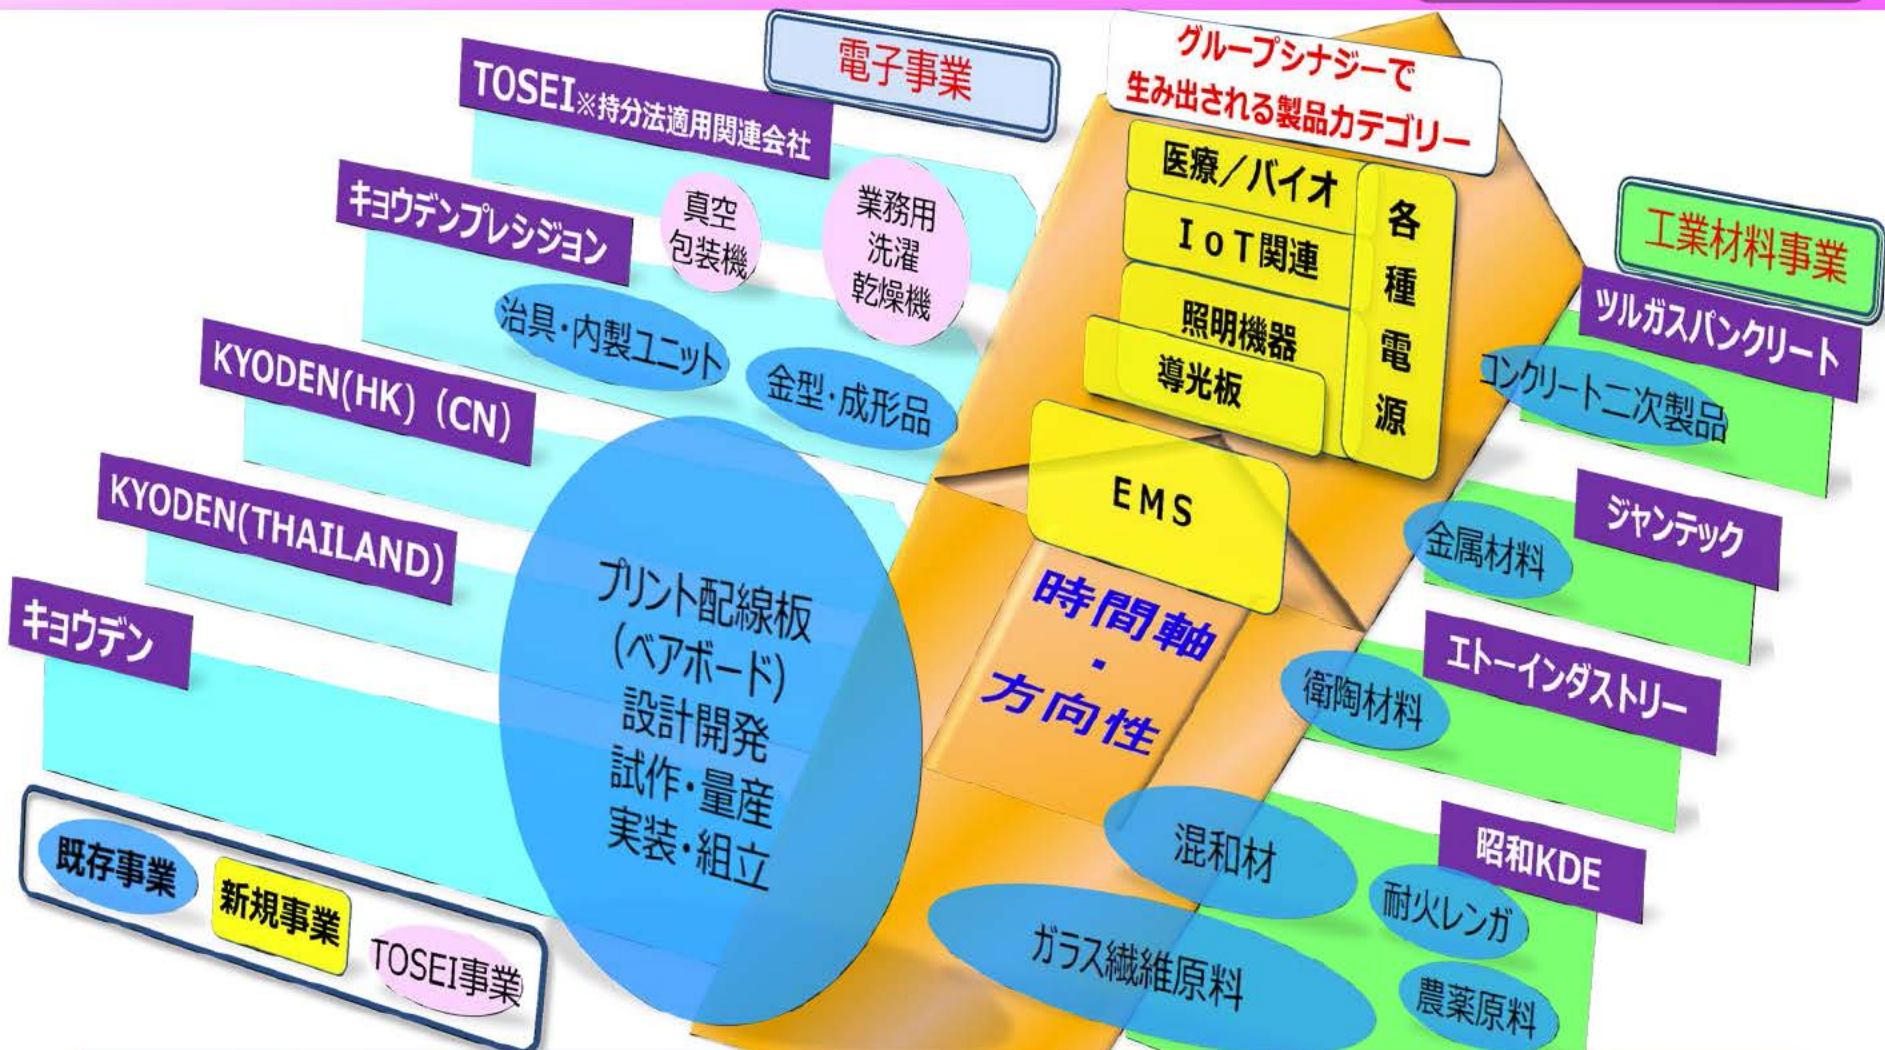 電子事業
TOSEI※持分法適用関連会社
真空
包装機
業務用
洗濯
乾燥機
キョウデンプレシジョン
治具・内製ユニット
金型・成形品
KYODEN(HK)（CN）
KYODEN(THAILAND)
キョウデン
プリント配線板
(ベアボード)
設計開発
試作・量産
実装・組立
既存事業
新規事業
TOSEI事業
グループシナジーで
生み出される製品カテゴリー
医療／バイオ
IoT関連
照明機器
導光板
各
種
電
源
EMS
時間軸
・
方向性
工業材料事業
ツルガスパンクリート
コンクリート二次製品
ジャンテック
金属材料
エトーインダストリー
衛陶材料
昭和KDE
混和材
耐火レンガ
ガラス繊維原料
農薬原料